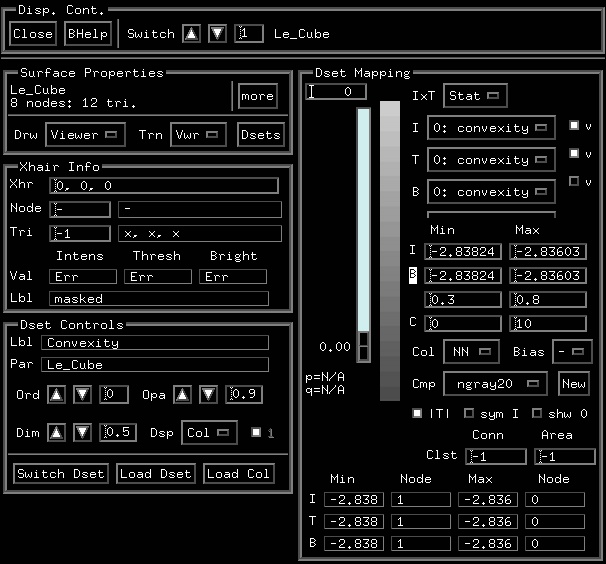 Disp. Cont.
Close BHelp Switch 1 Le_Cube
Surface Properties
Le_Cube
8 nodes: 12 tri.
more
Drw Viewer Trn Vwr Dsets
Xhair Info
Xhr 0, 0, 0
Node - -
Tri -1 x, x, x
Intens Thresh Bright
Val Err Err Err
Lbl masked
Dset Controls
Lbl Convexity
Par Le_Cube
Ord 0 Opa 0.9
Dim 0.5 Dsp Col 1
Switch Dset Load Dset Load Col
Dset Mapping
I 0
IxT Stat
I 0: convexity v
T 0: convexity v
B 0: convexity v
Min Max
I -2.83824 -2.83603
B -2.83824 -2.83603
0.3 0.8
C 0 10
0.00
Col NN Bias -
p=N/A
q=N/A
Cmp ngray20 New
|T| sym I shw 0
Conn Area
Clst -1 -1
Min Node Max Node
I -2.838 1 -2.836 0
T -2.838 1 -2.836 0
B -2.838 1 -2.836 0